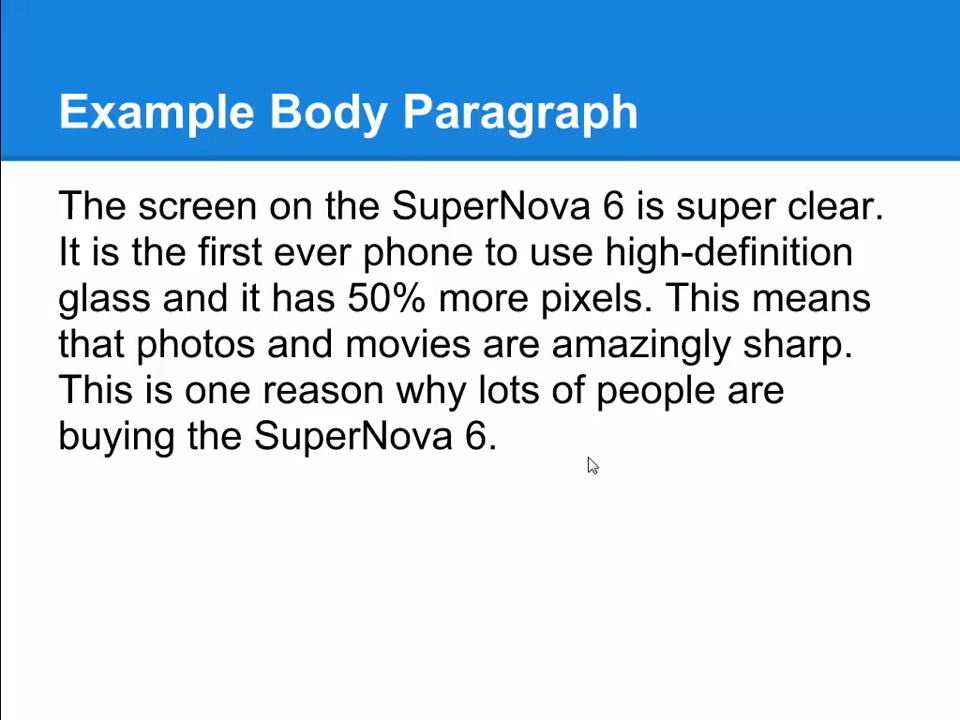 Example Body Paragraph
The screen on the SuperNova 6 is super clear.
It is the first ever phone to use high-definition
glass and it has 50% more pixels. This means
that photos and movies are amazingly sharp.
This is one reason why lots of people are
buying the SuperNova 6.